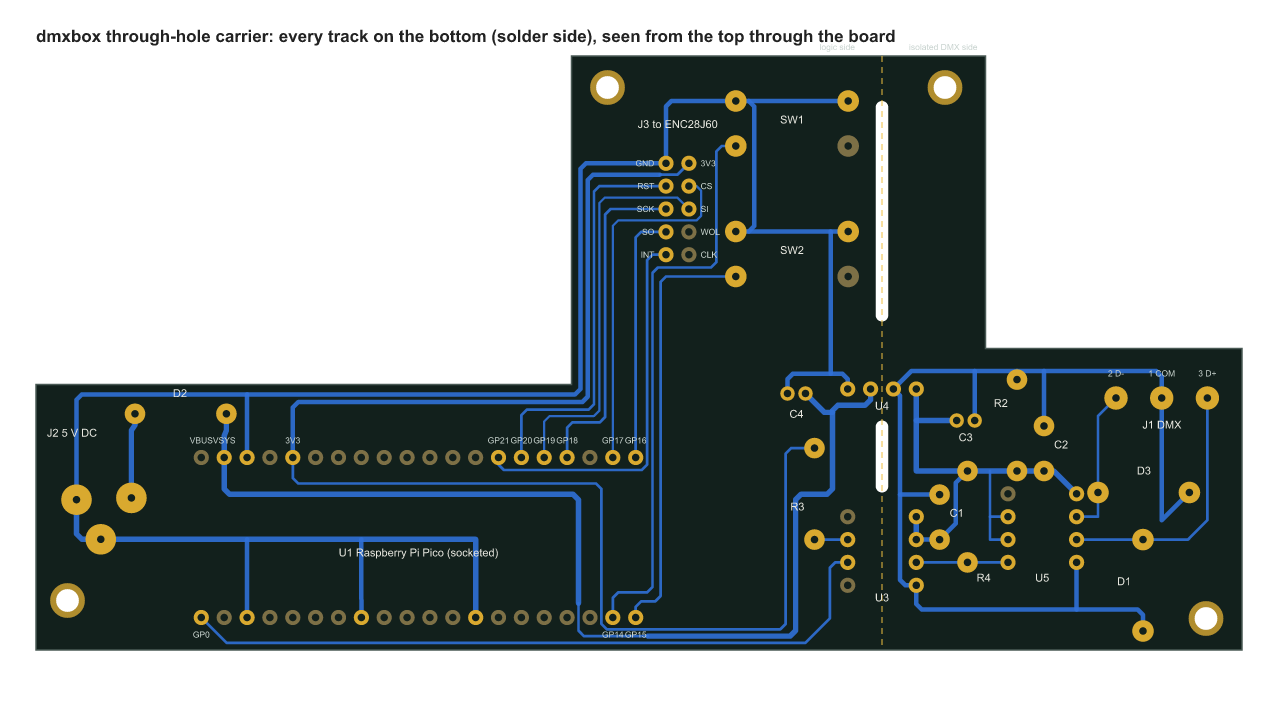 dmxbox through-hole carrier: every track on the bottom (solder side), seen from the top through the board
logic side
isolated DMX side
J3 to ENC28J60
SW1
GND
3V3
RST
CS
SCK
SI
SO
WOL
INT
CLK
SW2
D2
J2 5 V DC
VBUS
VSYS
3V3
GP21
GP20
GP19
GP18
GP17
GP16
C4
U4
2 D-
1 COM
3 D+
R2
C3
C2
J1 DMX
D3
R3
C1
U1 Raspberry Pi Pico (socketed)
R4
U5
D1
U3
GP0
GP14
GP15